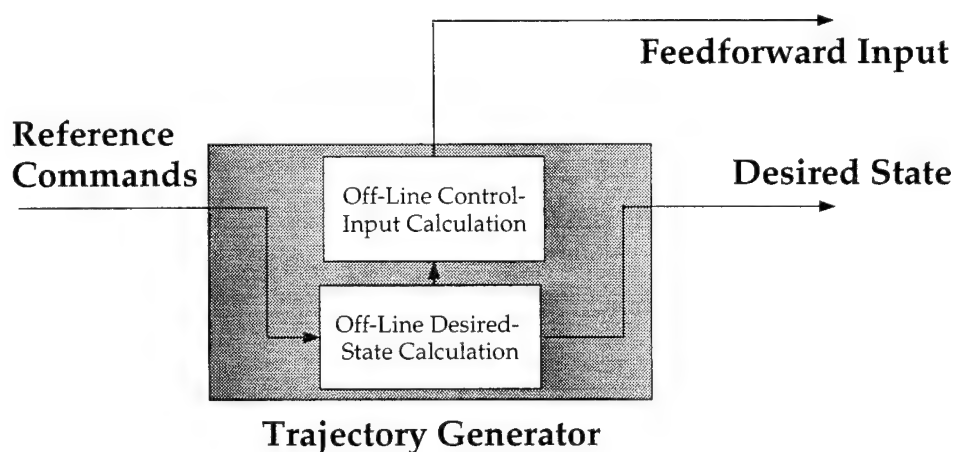 Feedforward Input
Reference
Commands
Desired State
Off-Line Control-
Input Calculation
Off-Line Desired-
State Calculation
Trajectory Generator